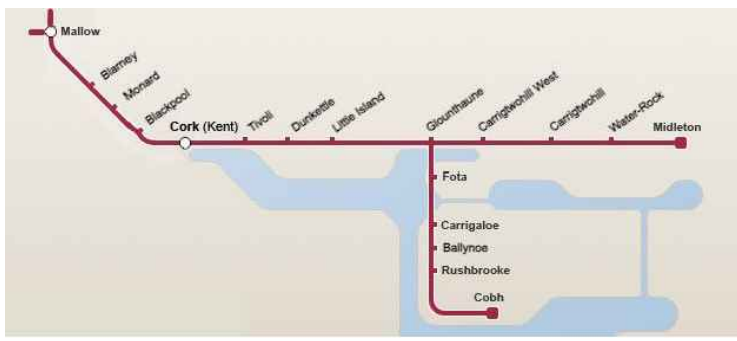 Mallow
Blarney
Monard
Blackpool
Cork (Kent)
Tivoli
Dunkettle
Little Island
Glounthaune
Carrigtwohill West
Carrigtwohill
Water-Rock
Midleton
Fota
Carrigaloe
Ballynoe
Rushbrooke
Cobh